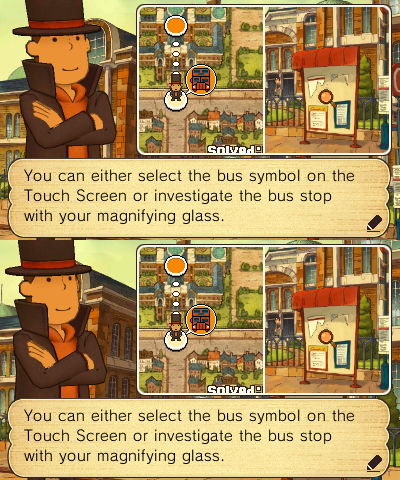 Solved!
You can either select the bus symbol on the
Touch Screen or investigate the bus stop
with your magnifying glass.
Solved!
You can either select the bus symbol on the
Touch Screen or investigate the bus stop
with your magnifying glass.